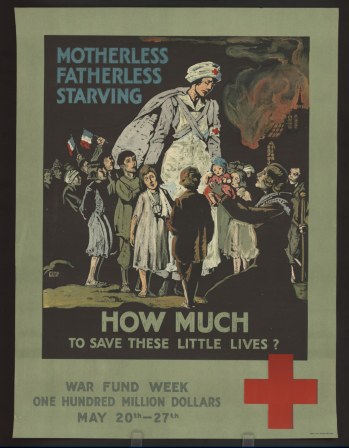 MOTHERLESS
FATHERLESS
STARVING
HOW MUCH
TO SAVE THESE LITTLE LIVES?
WAR FUND WEEK
ONE HUNDRED MILLION DOLLARS
MAY 20th-27th